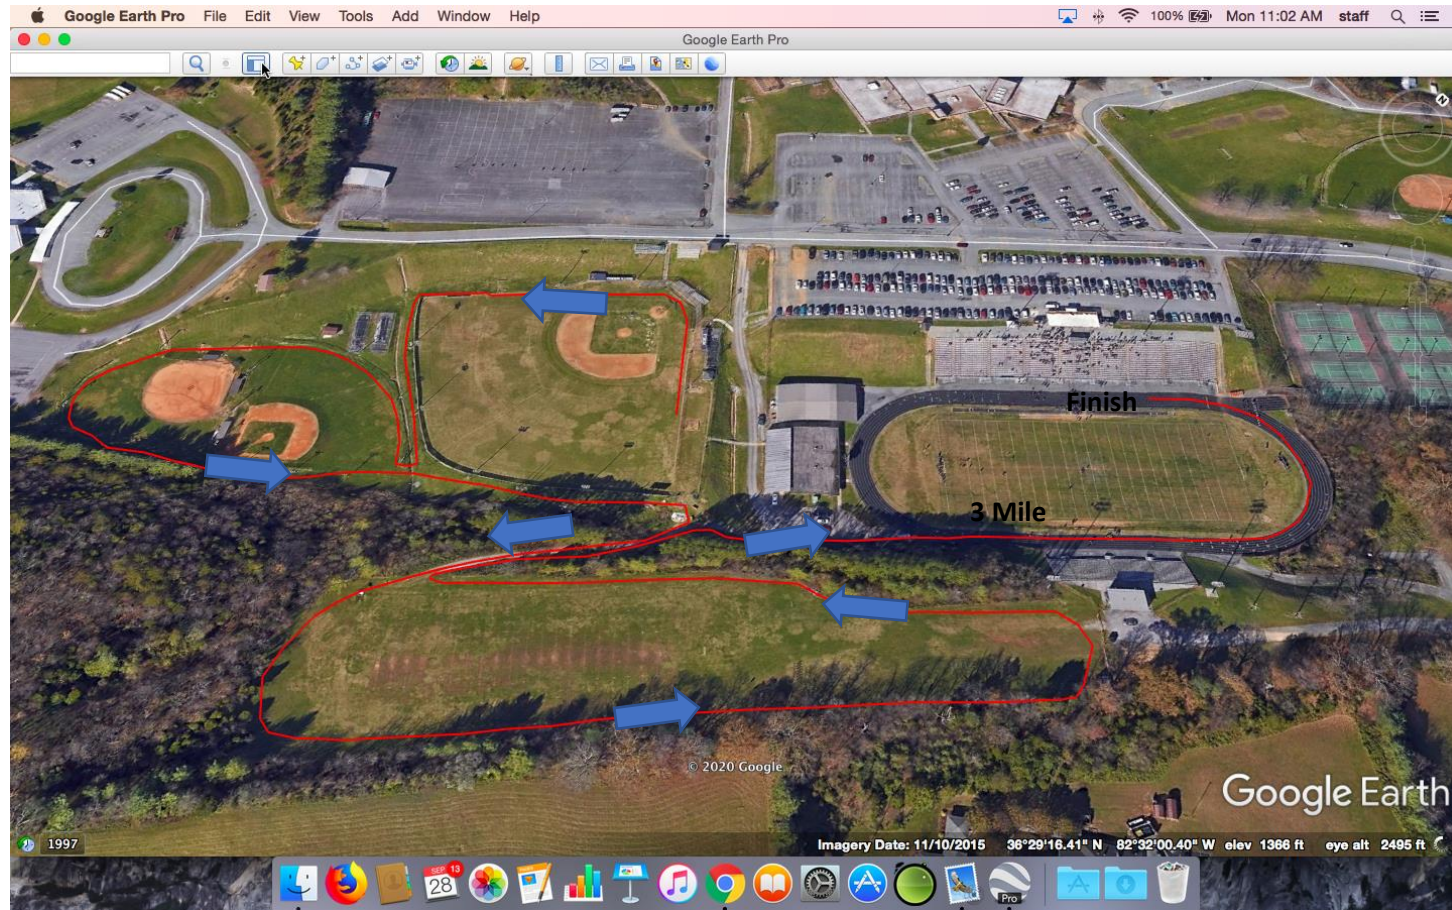 Google Earth Pro File Edit View Tools Add Window Help 100% Mon 11:02 AM staff
Google Earth Pro
Finish
3 Mile
© 2020 Google
Google Earth
1997
Imagery Date: 11/10/2015 36°29'16.41" N 82°32'00.40" W elev 1366 ft eye alt 2495 ft
SEP 13
28
Pro